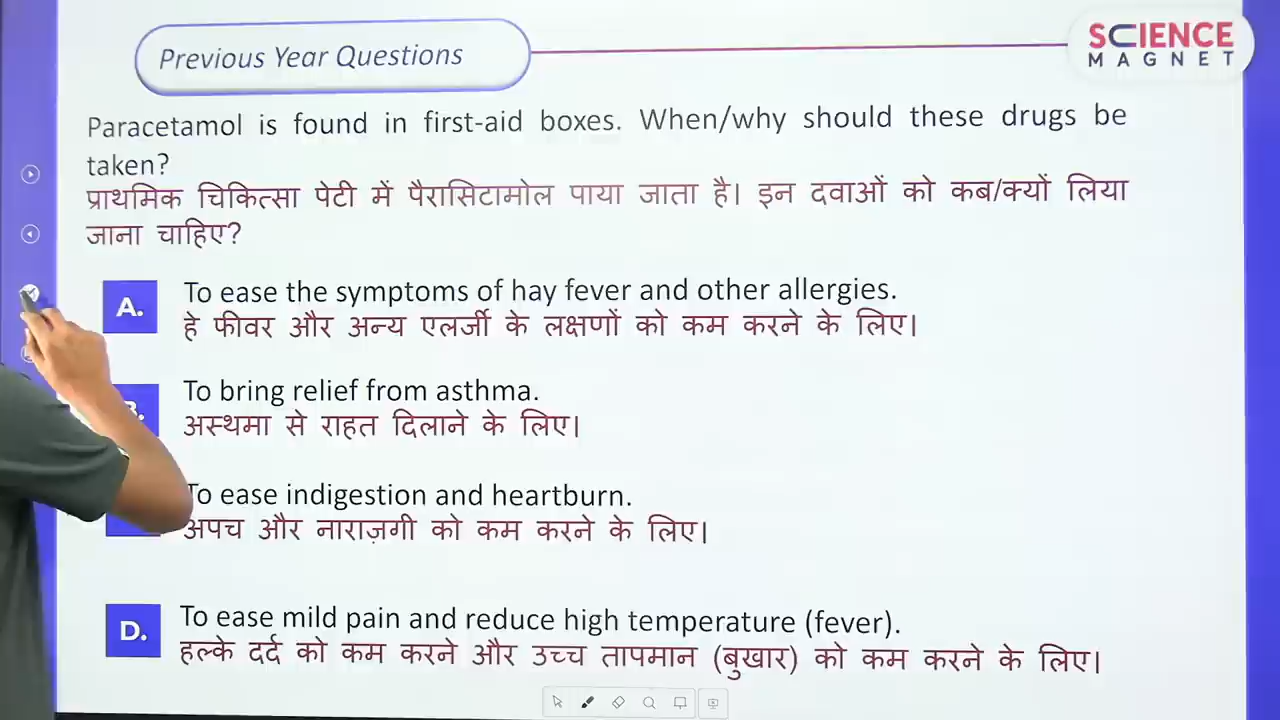 Previous Year Questions
SCIENCE
MAGNET
Paracetamol is found in first-aid boxes. When/why should these drugs be
taken?
प्राथमिक चिकित्सा पेटी में पैरासिटामोल पाया जाता है। इन दवाओं को कब/क्यों लिया
जाना चाहिए?
A. To ease the symptoms of hay fever and other allergies.
हे फीवर और अन्य एलर्जी के लक्षणों को कम करने के लिए।
B. To bring relief from asthma.
अस्थमा से राहत दिलाने के लिए।
To ease indigestion and heartburn.
अपच और नाराज़गी को कम करने के लिए।
D. To ease mild pain and reduce high temperature (fever).
हल्के दर्द को कम करने और उच्च तापमान (बुखार) को कम करने के लिए।